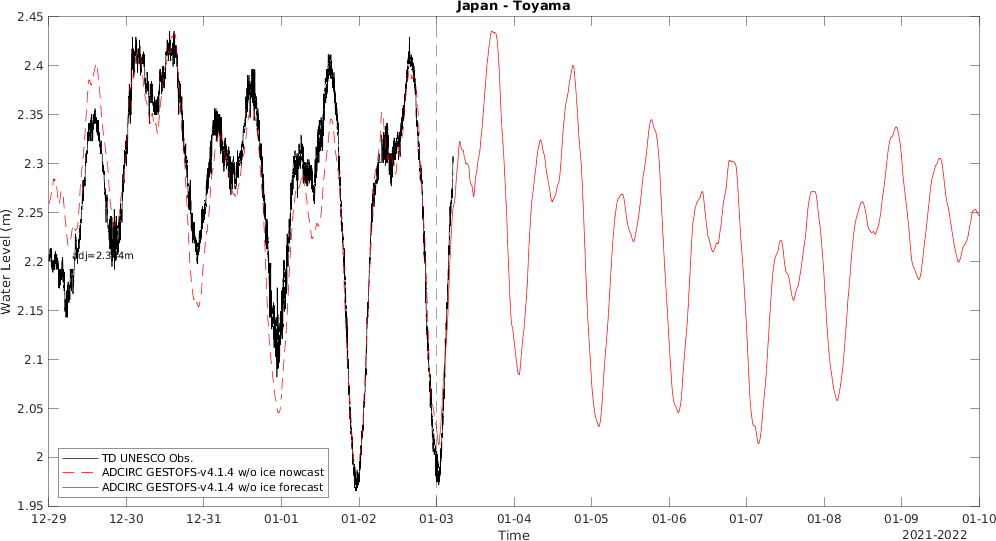 Japan - Toyama
2.45
2.4
2.35
2.3
2.25
2.2
2.15
2.1
2.05
2
1.95
Water Level (m)
TD UNESCO Obs.
ADCIRC GESTOFS-v4.1.4 w/o ice nowcast
ADCIRC GESTOFS-v4.1.4 w/o ice forecast
12-29 12-30 12-31 01-01 01-02 01-03 01-04 01-05 01-06 01-07 01-08 01-09 01-10
Time
2021-2022